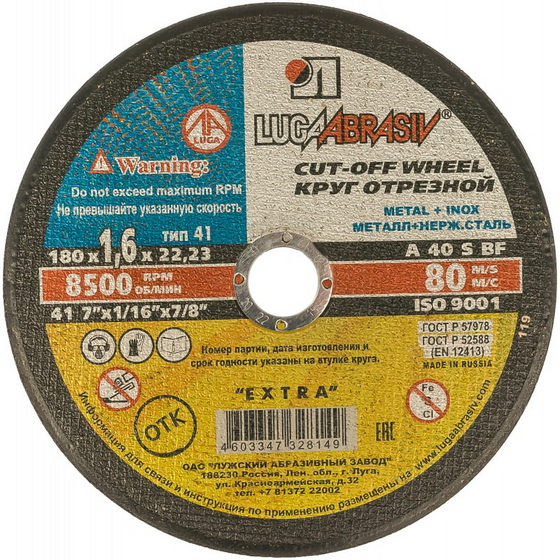 LUGAABRASIV®
LUGA
CUT-OFF WHEEL
КРУГ ОТРЕЗНОЙ
Warning:
Do not exceed maximum RPM
Не превышайте указанную скорость
METAL + INOX
МЕТАЛЛ+НЕРЖ.СТАЛЬ
180 x 1,6 x 22,23 тип 41
A 40 S BF
8500 RPM ОБ/МИН
80 M/S М/С
41 7"x1/16"x7/8"
ISO 9001
119
ГОСТ Р 57978
ГОСТ Р 52588
(EN 12413)
MADE IN RUSSIA
Номер партии, дата изготовления и
срок годности указаны на втулке круга.
"EXTRA"
Fe
S
Cl
ОТК
4603347328149
EAC
ОАО "ЛУЖСКИЙ АБРАЗИВНЫЙ ЗАВОД"
188230.Россия, Лен. обл. г.Луга,
ул. Красноармейская, д.32
тел. +7 81372 22002
Информация для связи и инструкция по применению размещены на www.lugaabrasiv.com